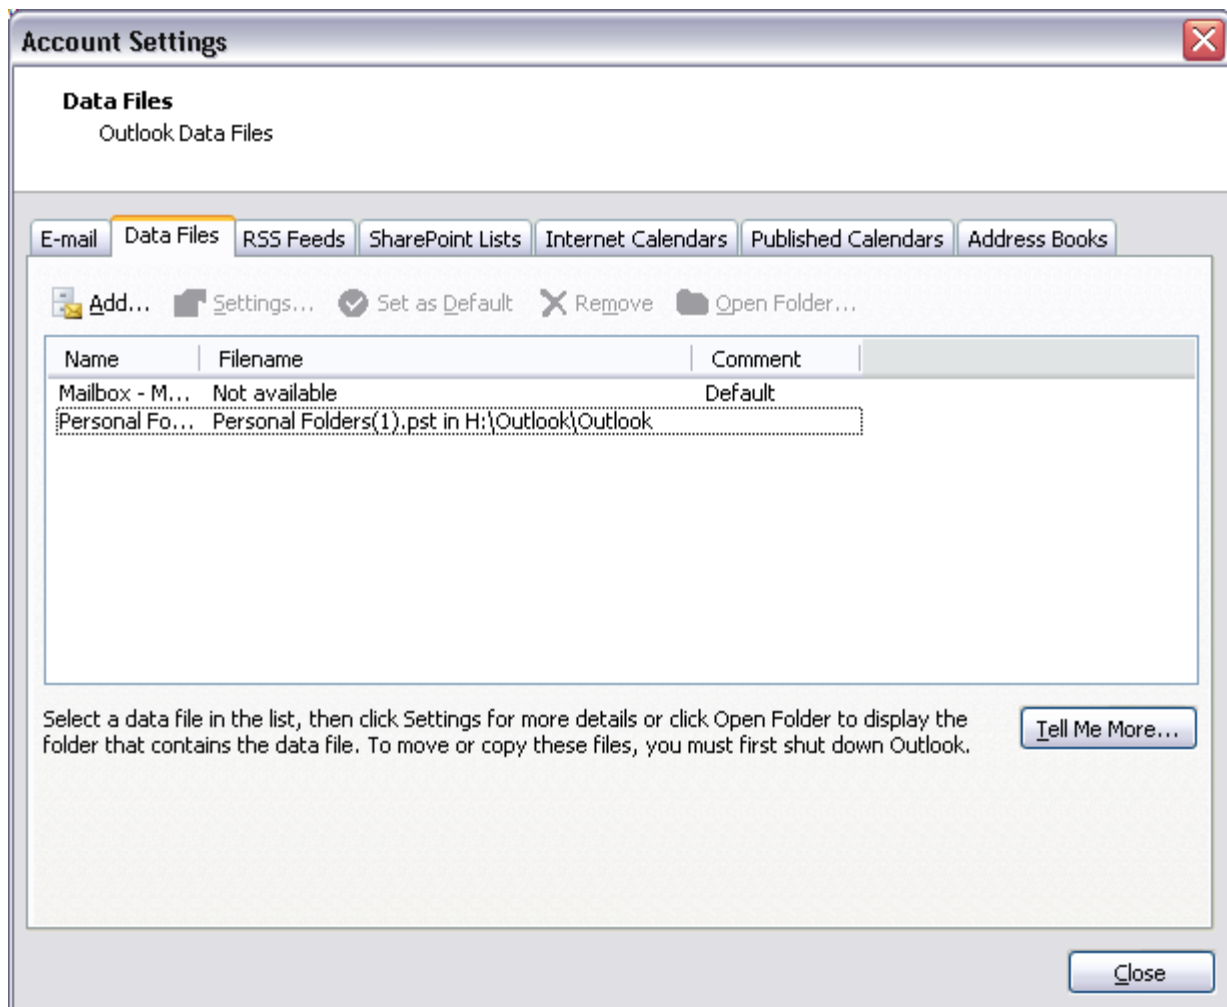 Account Settings
Data Files
Outlook Data Files
E-mail Data Files RSS Feeds SharePoint Lists Internet Calendars Published Calendars Address Books
Add... Settings... Set as Default Remove Open Folder...
Name Filename Comment
Mailbox - M... Not available Default
Personal Fo... Personal Folders(1).pst in H:\Outlook\Outlook
Select a data file in the list, then click Settings for more details or click Open Folder to display the
folder that contains the data file. To move or copy these files, you must first shut down Outlook.
Tell Me More...
Close